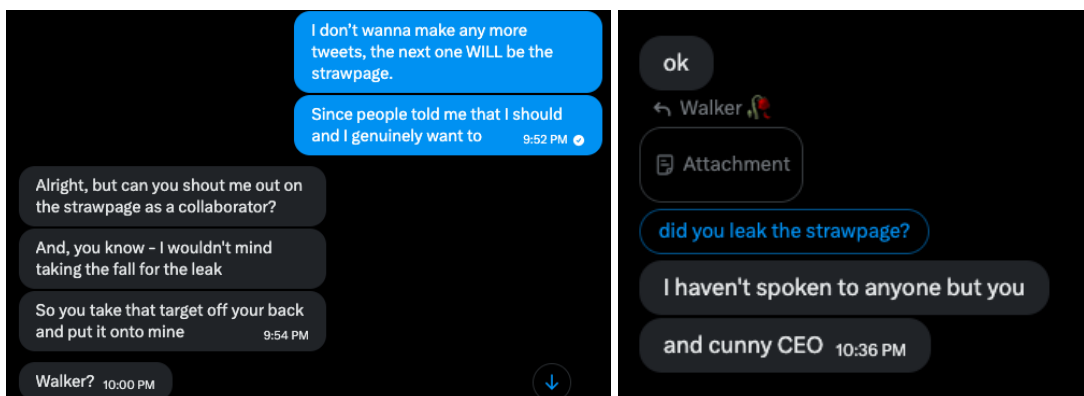 I don't wanna make any more
tweets, the next one WILL be the
strawpage.
Since people told me that I should
and I genuinely want to 9:52 PM
Alright, but can you shout me out on
the strawpage as a collaborator?
And, you know - I wouldn't mind
taking the fall for the leak
So you take that target off your back
and put it onto mine 9:54 PM
Walker? 10:00 PM
ok
Walker🥀
Attachment
did you leak the strawpage?
I haven't spoken to anyone but you
and cunny CEO 10:36 PM